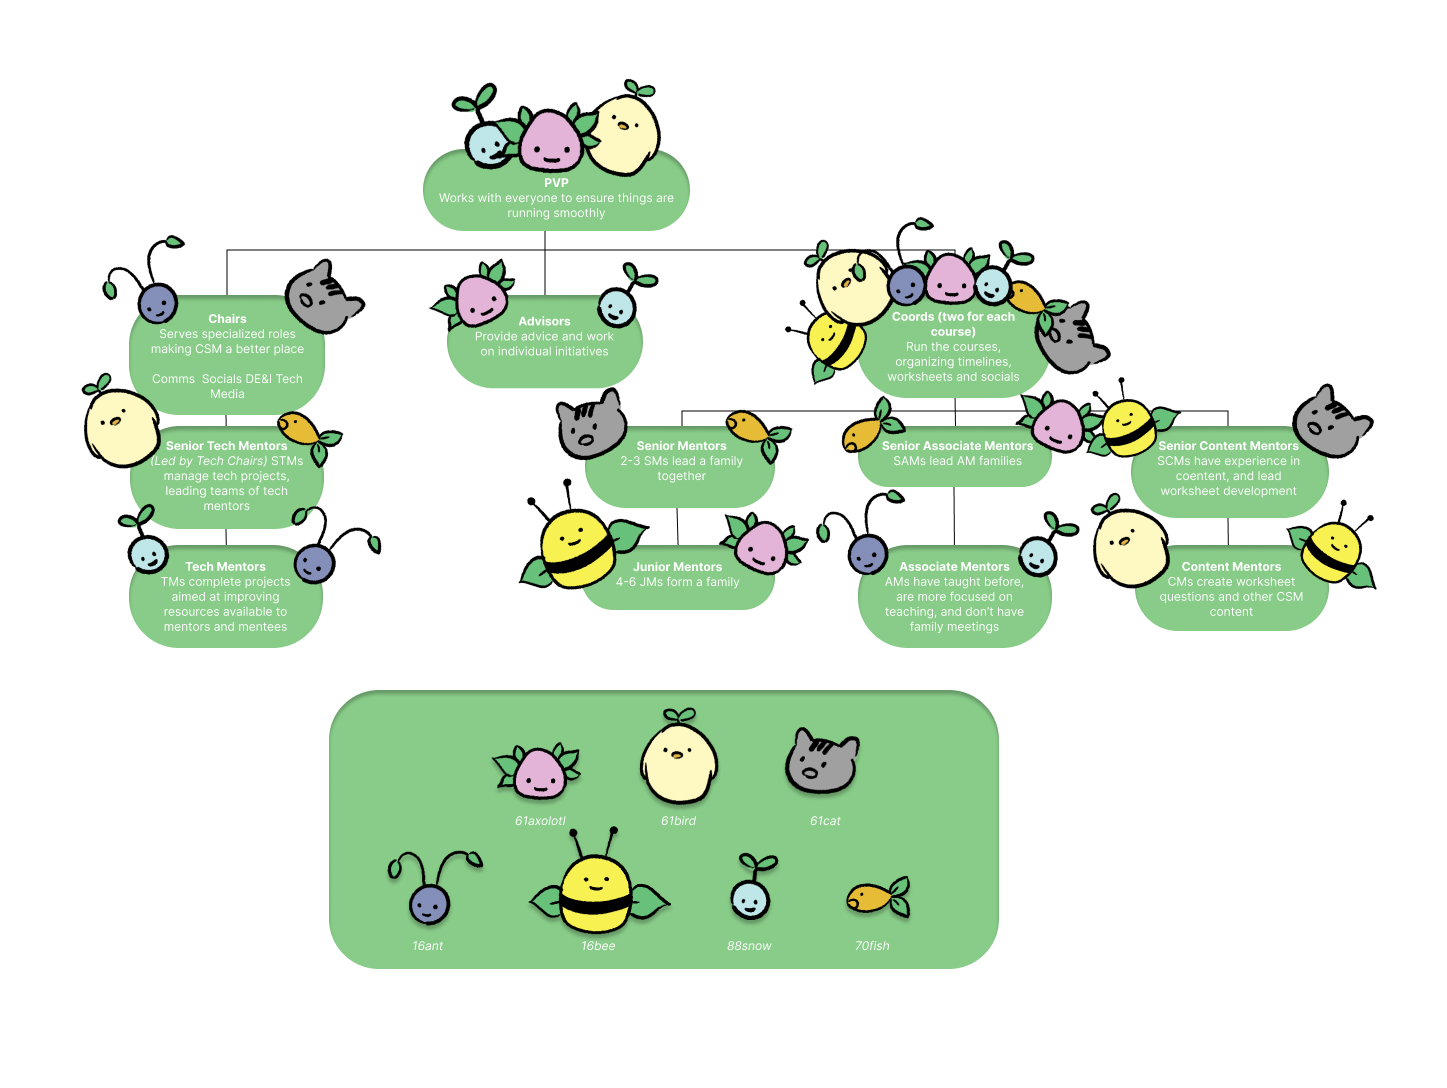 PVP
Works with everyone to ensure things are
running smoothly
Chairs
Serves specialized roles
making CSM a better place
Comms  Socials DE&I Tech
Media
Advisors
Provide advice and work
on individual initiatives
Coords (two for each
course)
Run the courses,
organizing timelines,
worksheets and socials
Senior Tech Mentors
(Led by Tech Chairs) STMs
manage tech projects,
leading teams of tech
mentors
Senior Mentors
2-3 SMs lead a family
together
Senior Associate Mentors
SAMs lead AM families
Senior Content Mentors
SCMs have experience in
coentent, and lead
worksheet development
Tech Mentors
TMs complete projects
aimed at improving
resources available to
mentors and mentees
Junior Mentors
4-6 JMs form a family
Associate Mentors
AMs have taught before,
are more focused on
teaching, and don't have
family meetings
Content Mentors
CMs create worksheet
questions and other CSM
content
61axolotl
61bird
61cat
16ant
16bee
88snow
70fish